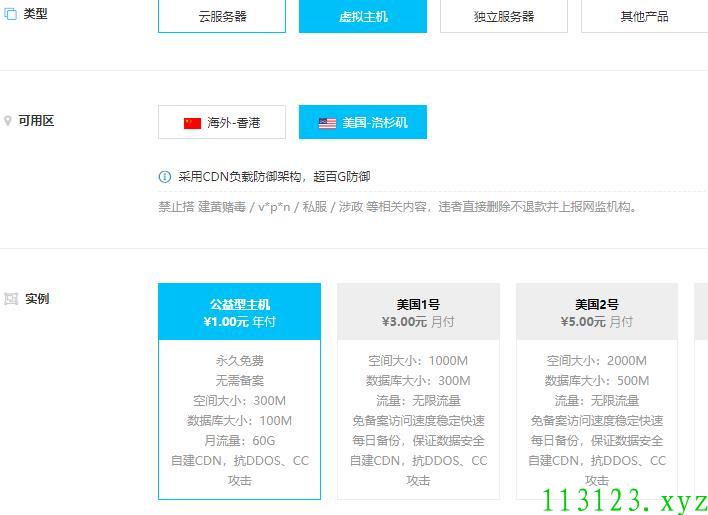 类型
云服务器
虚拟主机
独立服务器
其他产品
可用区
海外-香港
美国-洛杉矶
采用CDN负载防御架构，超百G防御
禁止搭 建黄赌毒 / v*p*n / 私服 / 涉政 等相关内容，违者直接删除不退款并上报网监机构。
实例
公益型主机
¥1.00元 年付
永久免费
无需备案
空间大小：300M
数据库大小：100M
月流量：60G
自建CDN，抗DDOS、CC
攻击
美国1号
¥3.00元 月付
空间大小：1000M
数据库大小：300M
流量：无限流量
免备案访问速度稳定快速
每日备份，保证数据安全
自建CDN，抗DDOS、CC
攻击
美国2号
¥5.00元 月付
空间大小：2000M
数据库大小：500M
流量：无限流量
免备案访问速度稳定快速
每日备份，保证数据安全
自建CDN，抗DDOS、CC
攻击
113123.xyz